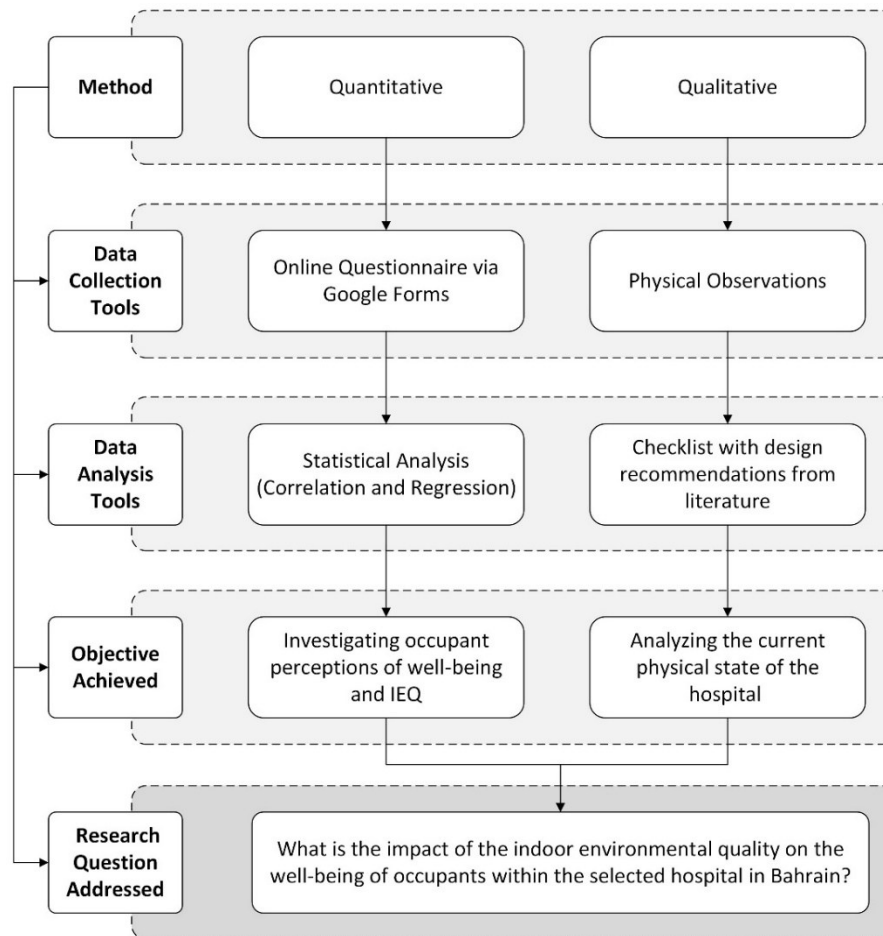 Method
Quantitative
Qualitative
Data
Collection
Tools
Online Questionnaire via
Google Forms
Physical Observations
Data
Analysis
Tools
Statistical Analysis
(Correlation and Regression)
Checklist with design
recommendations from
literature
Objective
Achieved
Investigating occupant
perceptions of well-being
and IEQ
Analyzing the current
physical state of the
hospital
Research
Question
Addressed
What is the impact of the indoor environmental quality on the
well-being of occupants within the selected hospital in Bahrain?